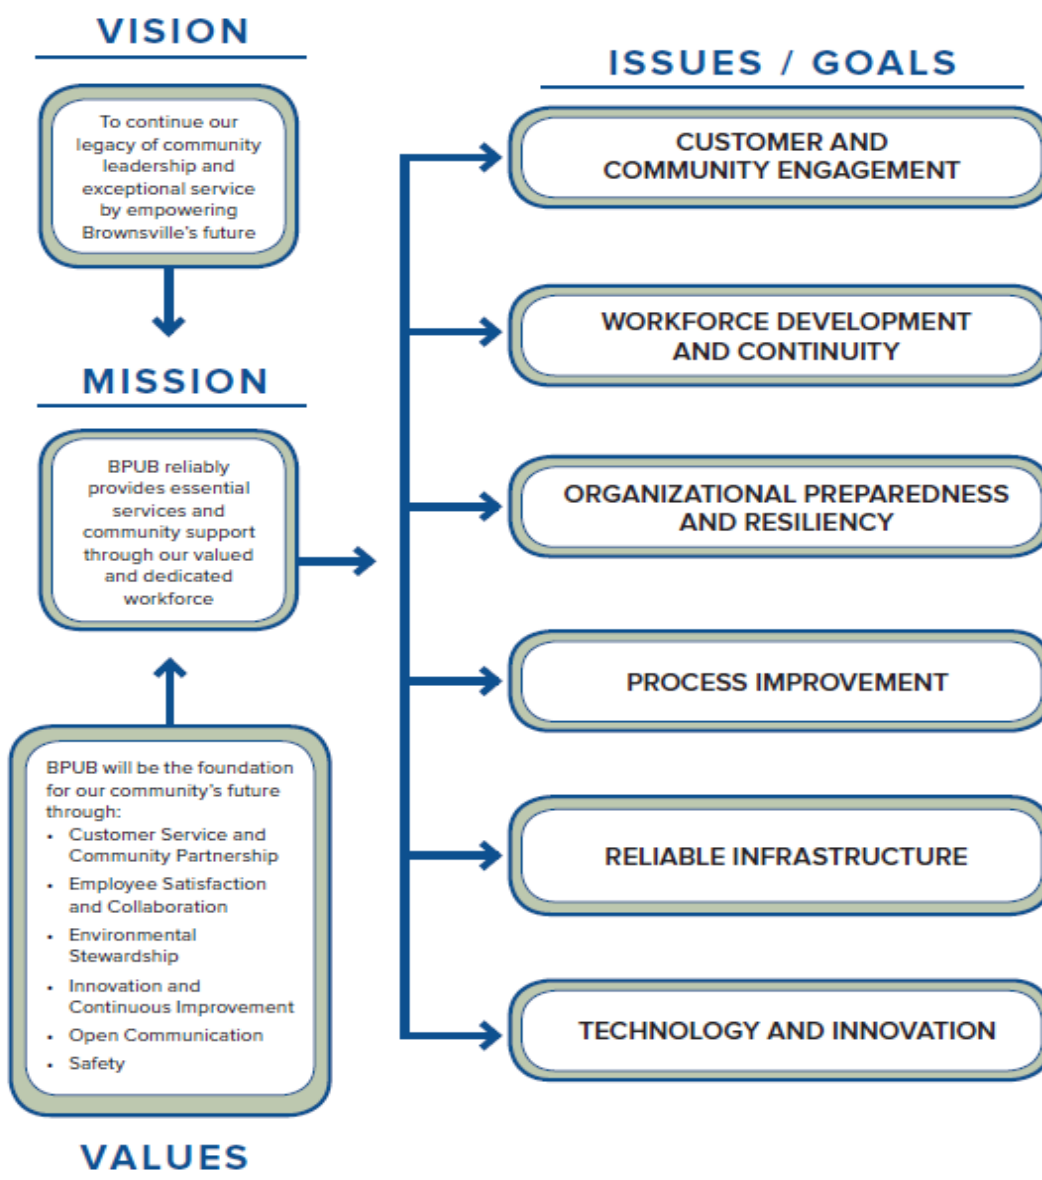 VISION
To continue our
legacy of community
leadership and
exceptional service
by empowering
Brownsville's future
MISSION
BPUB reliably
provides essential
services and
community support
through our valued
and dedicated
workforce
BPUB will be the foundation
for our community's future
through:
• Customer Service and
Community Partnership
• Employee Satisfaction
and Collaboration
• Environmental
Stewardship
• Innovation and
Continuous Improvement
• Open Communication
• Safety
VALUES
ISSUES / GOALS
CUSTOMER AND
COMMUNITY ENGAGEMENT
WORKFORCE DEVELOPMENT
AND CONTINUITY
ORGANIZATIONAL PREPAREDNESS
AND RESILIENCY
PROCESS IMPROVEMENT
RELIABLE INFRASTRUCTURE
TECHNOLOGY AND INNOVATION